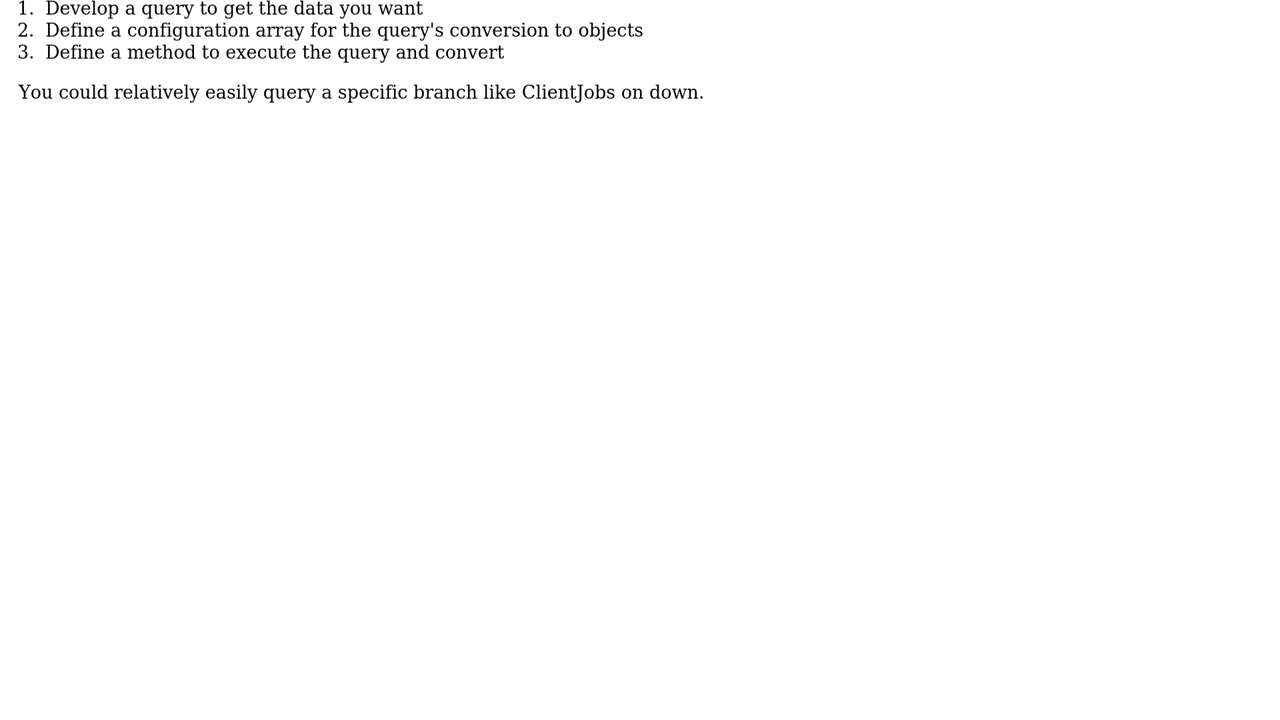 1. Develop a query to get the data you want
2. Define a configuration array for the query's conversion to objects
3. Define a method to execute the query and convert
You could relatively easily query a specific branch like ClientJobs on down.